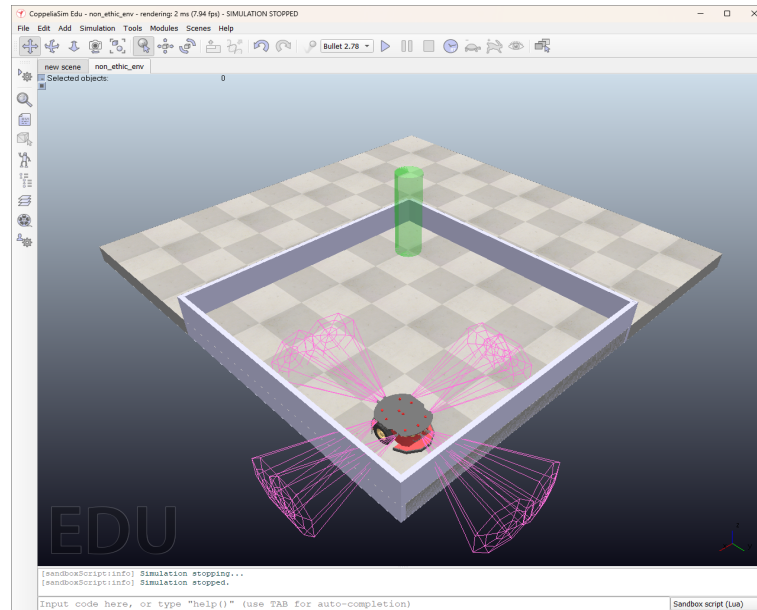 CoppeliaSim Edu - non_ethic_env - rendering: 2 ms (7.94 fps) - SIMULATION STOPPED
File Edit Add Simulation Tools Modules Scenes Help
Bullet 2.78
new scene non_ethic_env
Selected objects: 0
EDU
[sandboxScript:info] Simulation stopping...
[sandboxScript:info] Simulation stopped.
Input code here, or type "help()" (use TAB for auto-completion) Sandbox script (Lua)